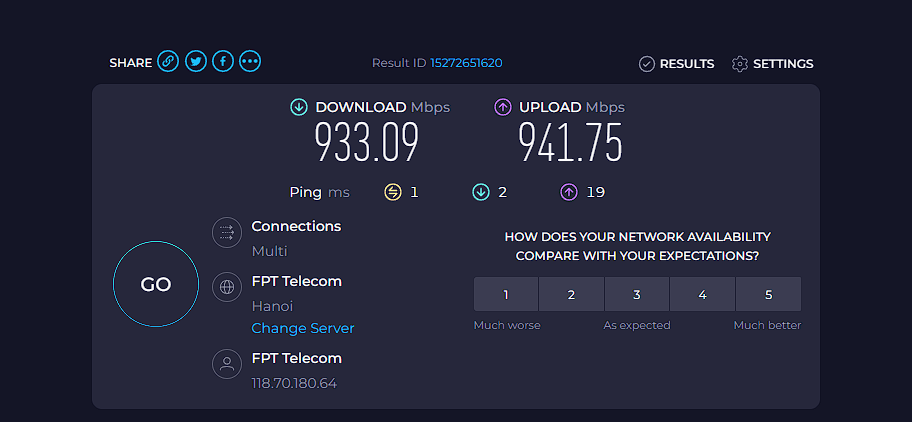 SHARE
Result ID 15272651620
RESULTS
SETTINGS
DOWNLOAD Mbps
933.09
UPLOAD Mbps
941.75
Ping ms 1 2 19
GO
Connections
Multi
FPT Telecom
Hanoi
Change Server
FPT Telecom
118.70.180.64
HOW DOES YOUR NETWORK AVAILABILITY
COMPARE WITH YOUR EXPECTATIONS?
1 2 3 4 5
Much worse As expected Much better